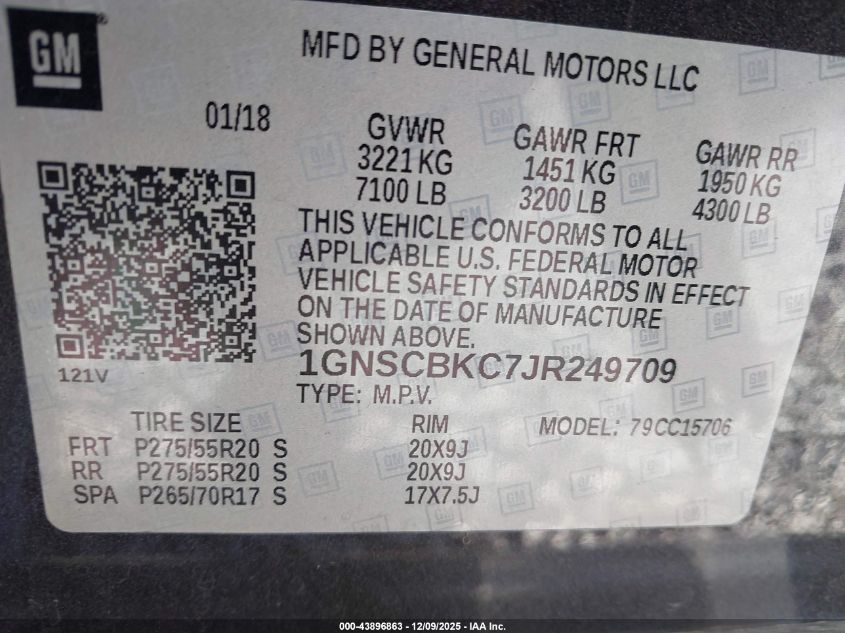 GM
MFD BY GENERAL MOTORS LLC
01/18
GVWR GAWR FRT GAWR RR
3221 KG 1451 KG 1950 KG
7100 LB 3200 LB 4300 LB
THIS VEHICLE CONFORMS TO ALL
APPLICABLE U.S. FEDERAL MOTOR
VEHICLE SAFETY STANDARDS IN EFFECT
ON THE DATE OF MANUFACTURE
SHOWN ABOVE.
1GNSCBKC7JR249709
121V
TYPE: M.P.V.
TIRE SIZE RIM MODEL: 79CC15706
FRT P275/55R20 S 20X9J
RR P275/55R20 S 20X9J
SPA P265/70R17 S 17X7.5J
000-43896863 - 12/09/2025 - IAA Inc.